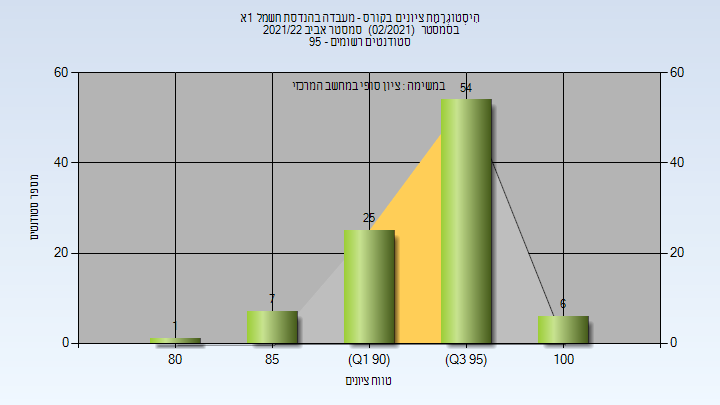 היסטוגרמת ציונים בקורס - מעבדה בהנדסת חשמל 1א
בסמסטר (02/2021) סמסטר אביב 2021/22
סטודנטים רשומים - 95
במשימה : ציון סופי במחשב המרכזי
60
40
20
0
60
40
20
0
מספר סטודנטים
1
7
25
54
6
80
85
(Q1 90)
(Q3 95)
100
טווח ציונים